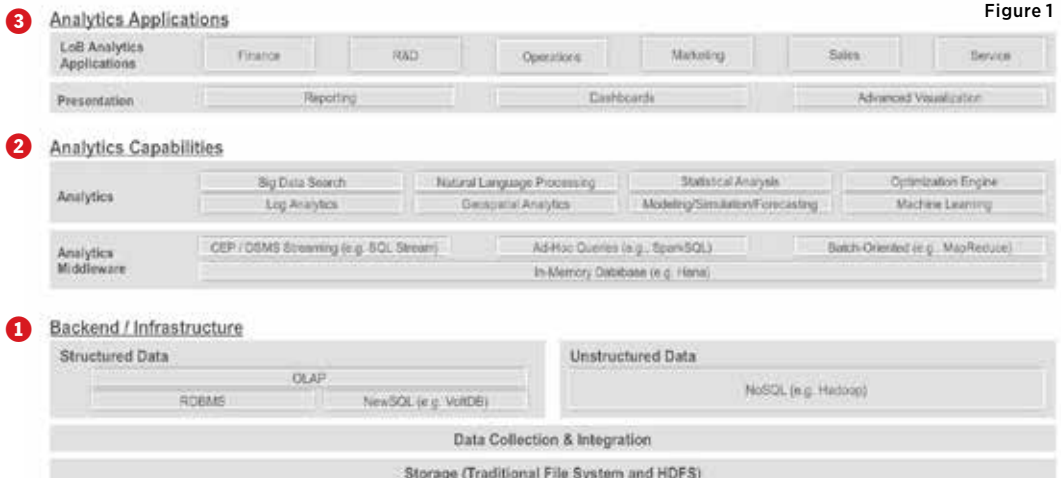 Figure 1
3 Analytics Applications
LoB Analytics
Applications
Finance R&D Operations Marketing Sales Service
Presentation
Reporting Dashboards Advanced Visualization
2 Analytics Capabilities
Analytics
Big Data Search Natural Language Processing Statistical Analysis Optimization Engine
Log Analytics Geospatial Analytics Modeling/Simulation/Forecasting Machine Learning
Analytics
Middleware
CEP / DSMS Streaming (e.g. SQL Stream) Ad-Hoc Queries (e.g., SparkSQL) Batch-Oriented (e.g., MapReduce)
In-Memory Database (e.g. Hana)
1 Backend / Infrastructure
Structured Data Unstructured Data
OLAP
RDBMS NewSQL (e.g. VoltDB) NoSQL (e.g. Hadoop)
Data Collection & Integration
Storage (Traditional File System and HDFS)